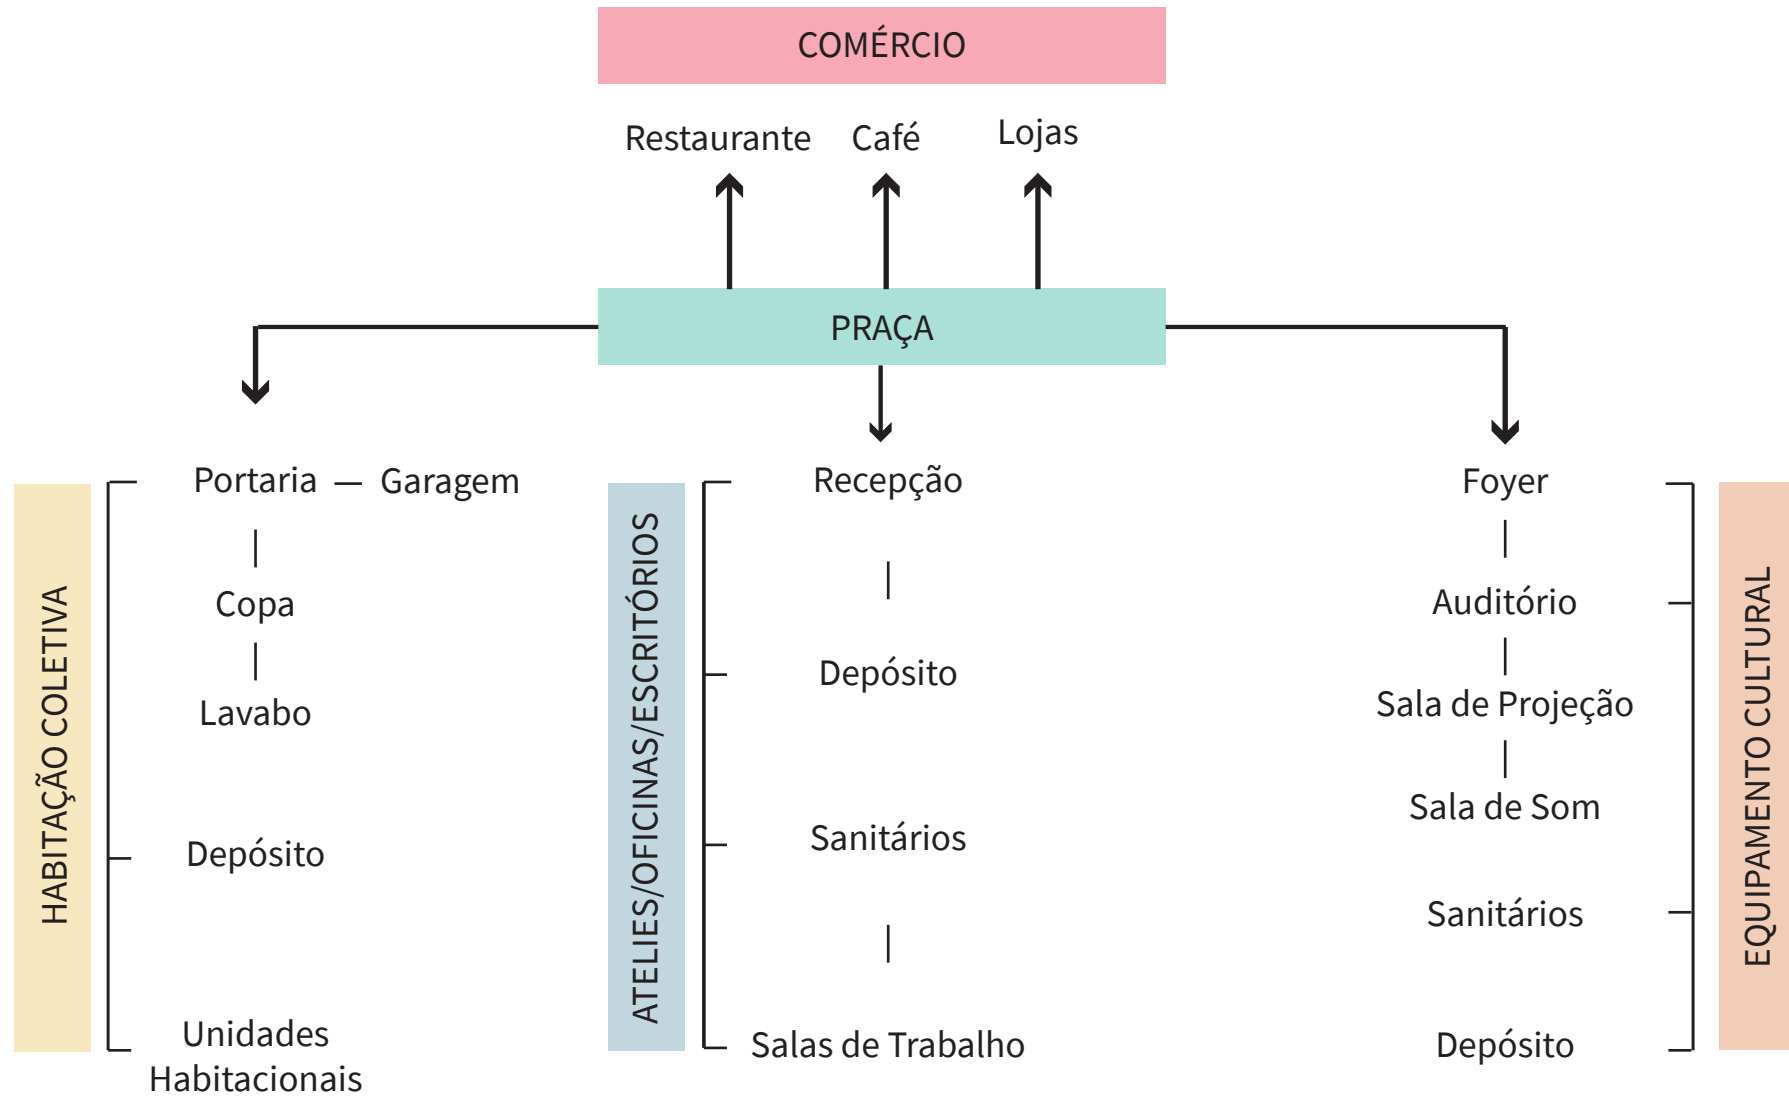 COMÉRCIO
Restaurante
Café
Lojas
PRAÇA
HABITAÇÃO COLETIVA
Portaria
Garagem
Copa
Lavabo
Depósito
Unidades
Habitacionais
ATELIES/OFICINAS/ESCRITÓRIOS
Recepção
Depósito
Sanitários
Salas de Trabalho
Foyer
Auditório
Sala de Projeção
Sala de Som
Sanitários
Depósito
EQUIPAMENTO CULTURAL